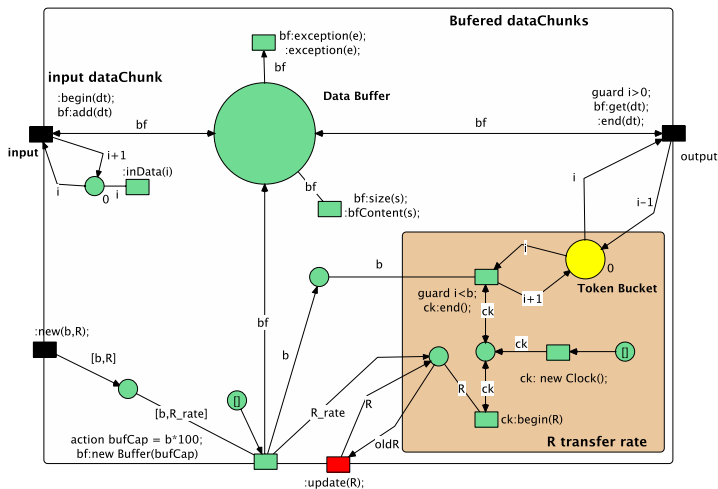 Bufered dataChunks
bf:exception(e);
:exception(e);
bf
input dataChunk
:begin(dt);
bf:add(dt)
Data Buffer
guard i>0;
bf:get(dt);
:end(dt);
bf
bf
input
output
i+1
:inData(i)
i
0
i
bf
bf:size(s);
:bfContent(s);
i
i-1
b
i
0
Token Bucket
guard i<b;
ck:end();
i+1
ck
:new(b,R);
bf
[b,R]
b
ck
[]
ck: new Clock();
R
ck
[]
R_rate
R
[b,R_rate]
ck:begin(R)
action bufCap = b*100;
bf:new Buffer(bufCap)
oldR
R transfer rate
:update(R);